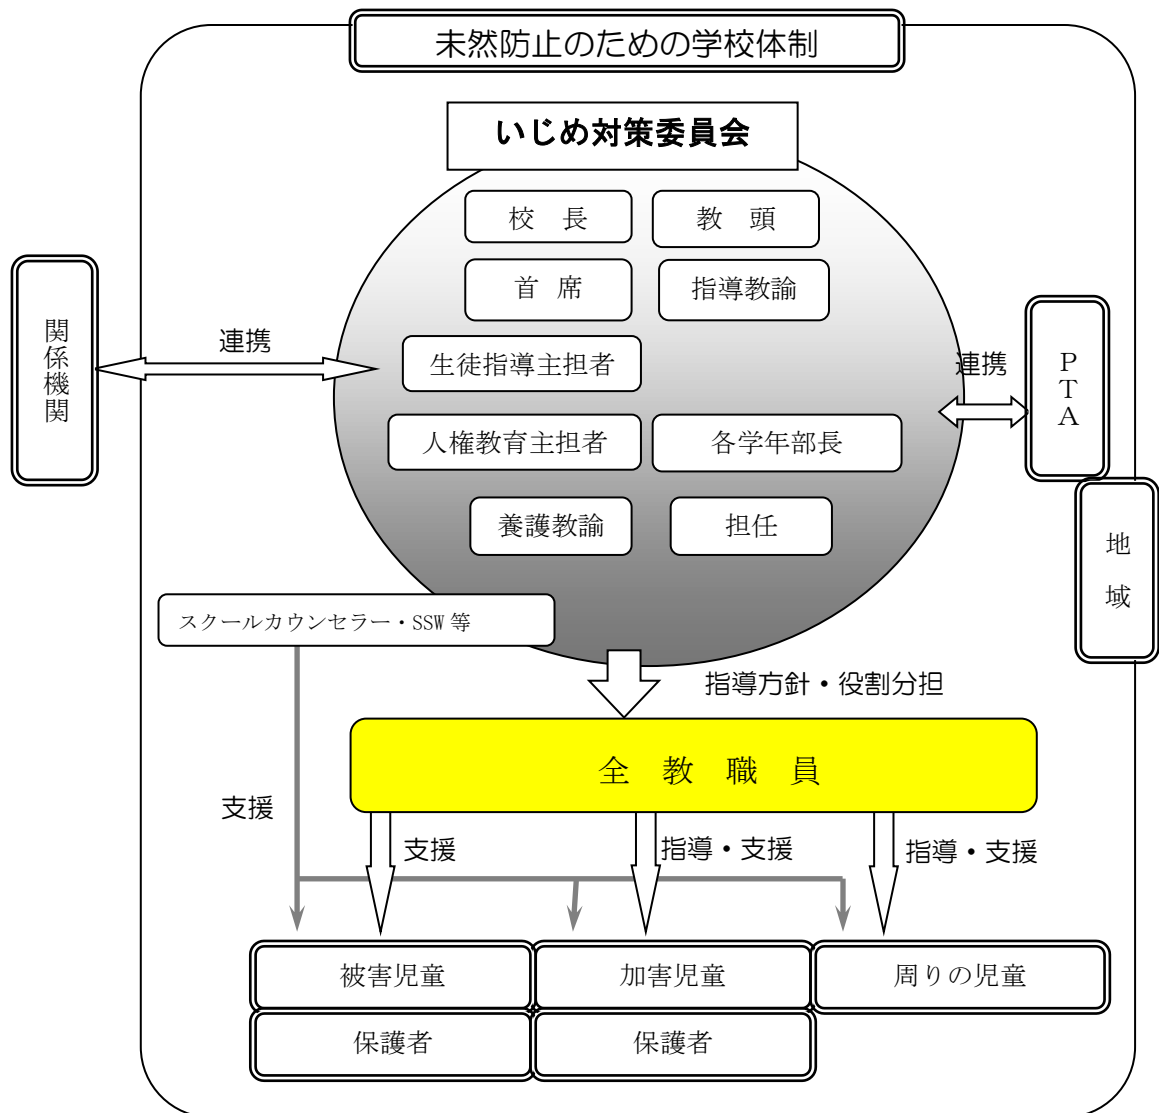 未然防止のための学校体制
いじめ対策委員会
校　長
教　頭
首　席
指導教諭
生徒指導主担者
人権教育主担者
各学年部長
養護教諭
担任
スクールカウンセラー・SSW 等
関係機関
連携
連携
ＰＴＡ
地域
指導方針・役割分担
全　教　職　員
支援
支援
指導・支援
指導・支援
被害児童
加害児童
周りの児童
保護者
保護者